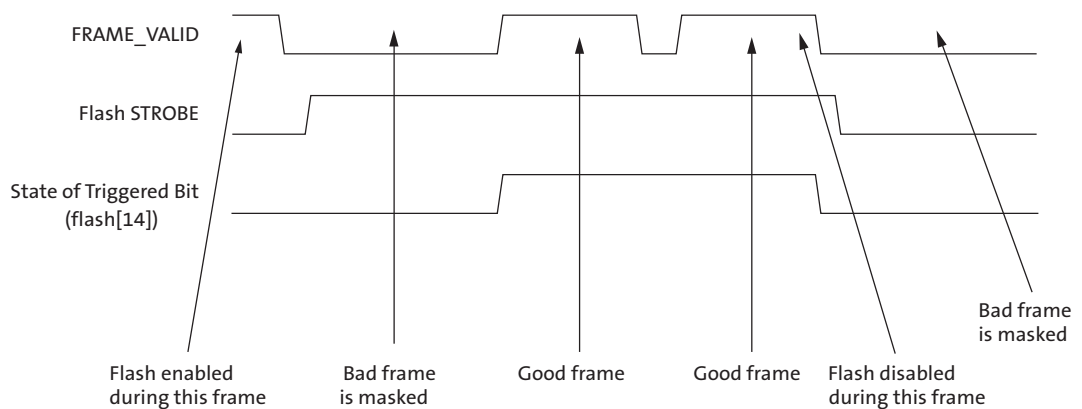 FRAME_VALID
Flash STROBE
State of Triggered Bit
(flash[14])
Bad frame
is masked
Flash enabled
during this frame
Bad frame
is masked
Good frame
Good frame
Flash disabled
during this frame